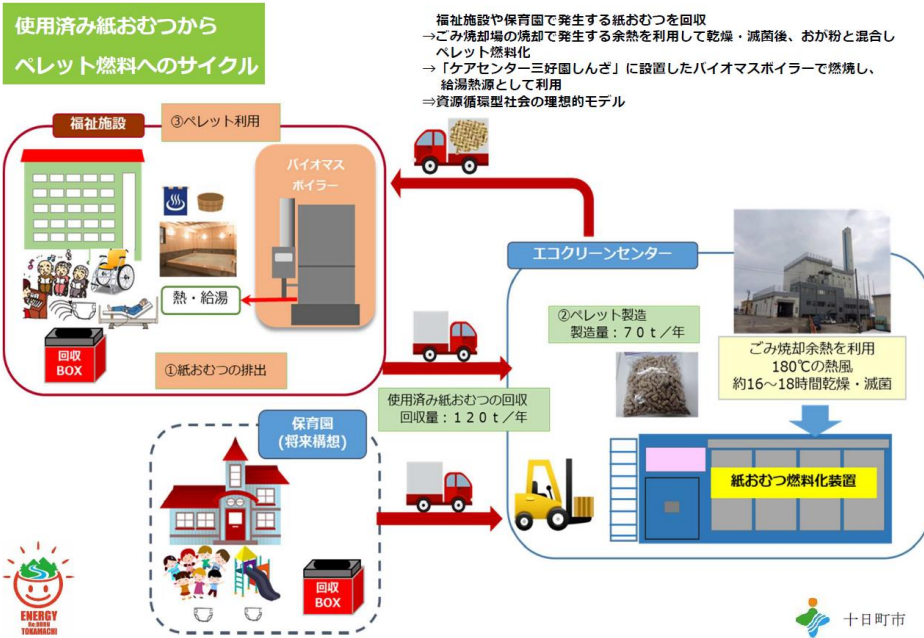 使用済み紙おむつから
ペレット燃料へのサイクル
福祉施設や保育園で発生する紙おむつを回収
→ごみ焼却場の焼却で発生する余熱を利用して乾燥・滅菌後、おが粉と混合し
ペレット燃料化
→「ケアセンター三好園しんざ」に設置したバイオマスボイラーで燃焼し、
給湯熱源として利用
⇒資源循環型社会の理想的モデル
福祉施設
③ペレット利用
バイオマス
ボイラー
熱・給湯
回収
BOX
①紙おむつの排出
エコクリーンセンター
②ペレット製造
製造量：７０ｔ／年
ごみ焼却余熱を利用
180℃の熱風
約16～18時間乾燥・滅菌
使用済み紙おむつの回収
回収量：１２０ｔ／年
保育園
(将来構想)
紙おむつ燃料化装置
回収
BOX
ENERGY
Re:BORN
TOKAMACHI
十日町市